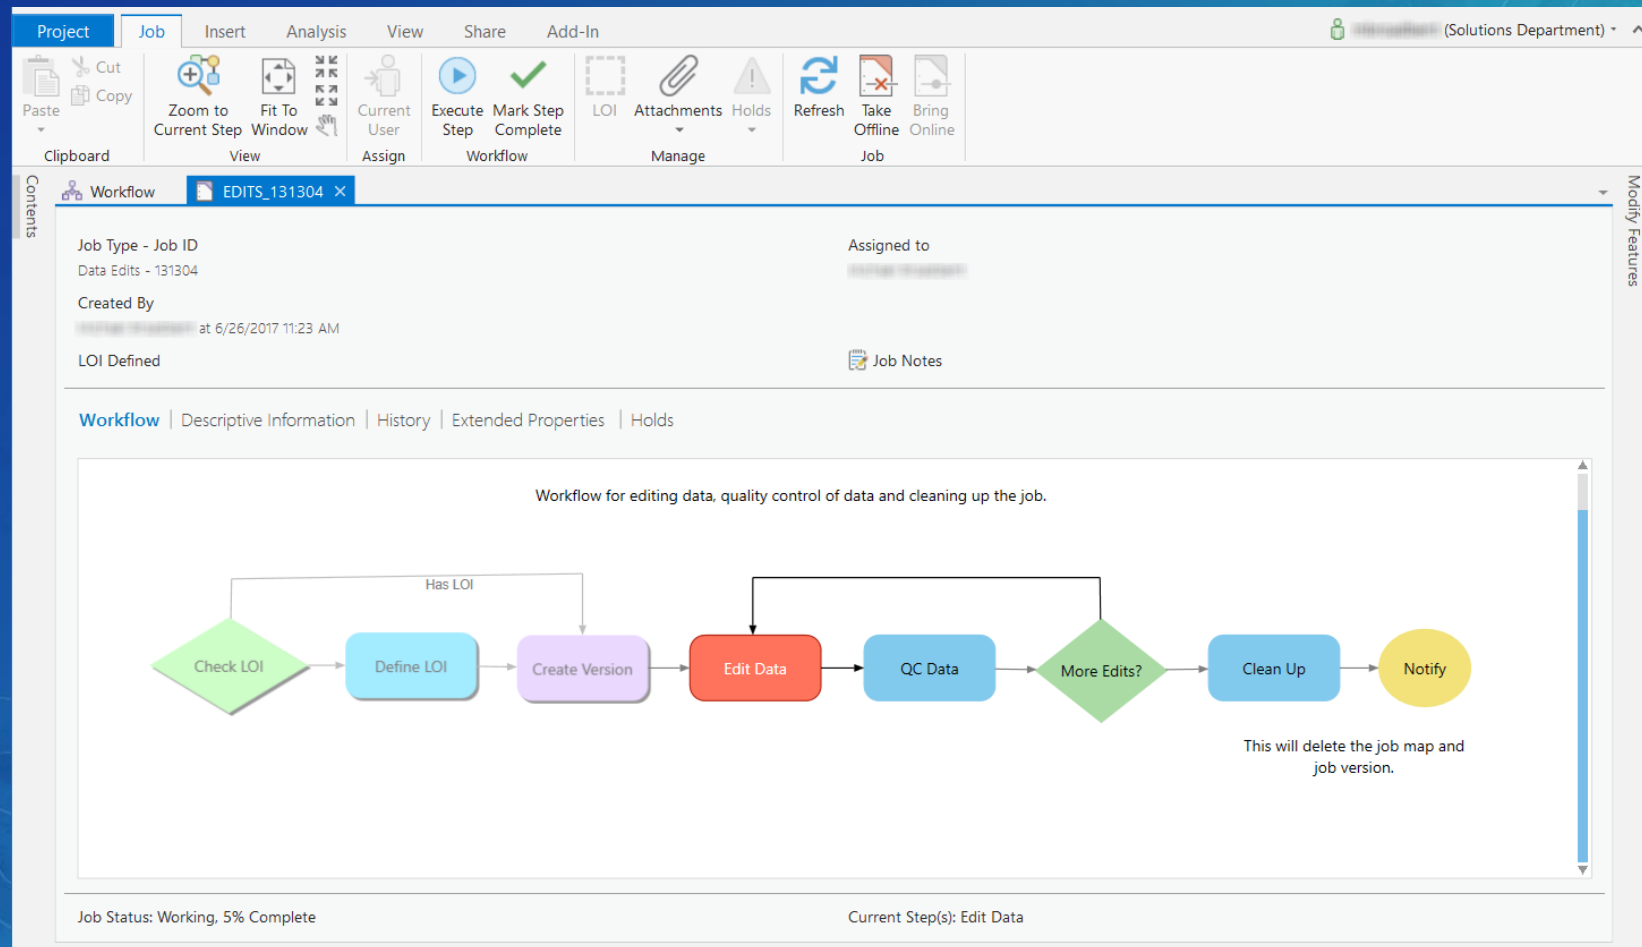 Project Job Insert Analysis View Share Add-In (Solutions Department)
Paste Cut Copy
Clipboard
Zoom to Current Step
Fit To Window
View
Current User
Assign
Execute Step
Mark Step Complete
Workflow
LOI
Attachments
Holds
Manage
Refresh
Take Offline
Bring Online
Job
Contents
Workflow EDITS_131304
Modify Features
Job Type - Job ID
Data Edits - 131304
Assigned to
Created By
at 6/26/2017 11:23 AM
LOI Defined
Job Notes
Workflow | Descriptive Information | History | Extended Properties | Holds
Workflow for editing data, quality control of data and cleaning up the job.
Has LOI
Check LOI
Define LOI
Create Version
Edit Data
QC Data
More Edits?
Clean Up
Notify
This will delete the job map and
job version.
Job Status: Working, 5% Complete
Current Step(s): Edit Data